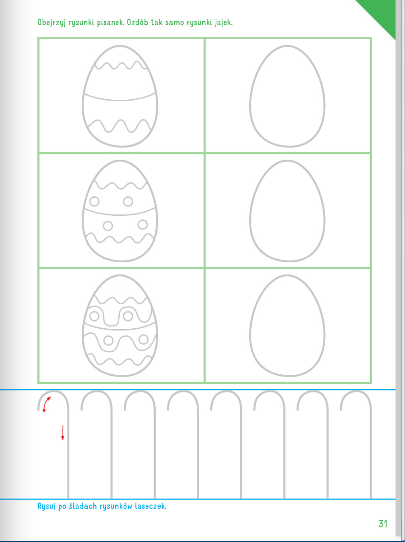 Obejrzyj rysunki pisanek. Ozdób tak samo rysunki jajek.
Rysuj po śladach rysunków laseczek.
31